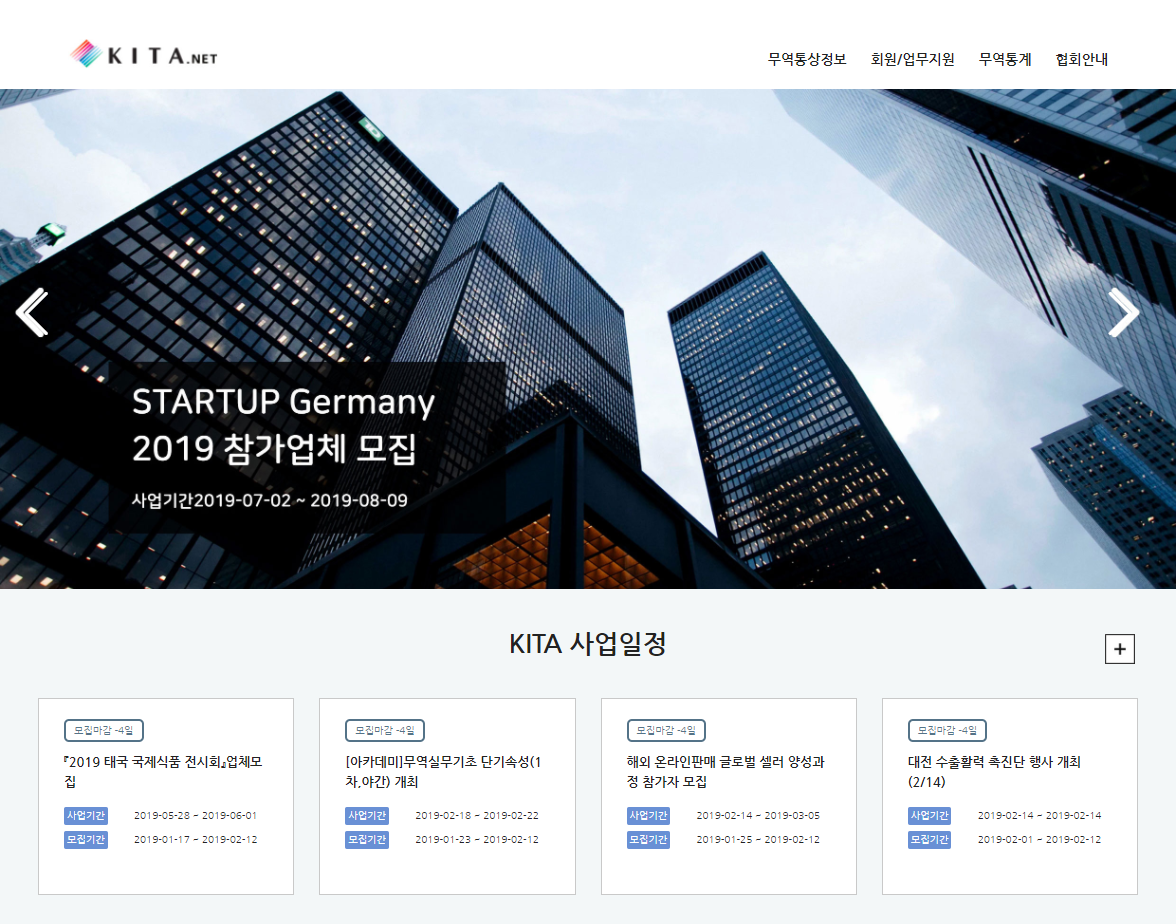 KITA.NET
무역통상정보 회원/업무지원 무역통계 협회안내
STARTUP Germany
2019 참가업체 모집
사업기간2019-07-02 ~ 2019-08-09
KITA 사업일정
+
모집마감 -4일
『2019 태국 국제식품 전시회』업체모
집
사업기간 2019-05-28 ~ 2019-06-01
모집기간 2019-01-17 ~ 2019-02-12
모집마감 -4일
[아카데미]무역실무기초 단기속성(1
차,야간) 개최
사업기간 2019-02-18 ~ 2019-02-22
모집기간 2019-01-23 ~ 2019-02-12
모집마감 -4일
해외 온라인판매 글로벌 셀러 양성과
정 참가자 모집
사업기간 2019-02-14 ~ 2019-03-05
모집기간 2019-01-25 ~ 2019-02-12
모집마감 -4일
대전 수출활력 촉진단 행사 개최
(2/14)
사업기간 2019-02-14 ~ 2019-02-14
모집기간 2019-02-01 ~ 2019-02-12